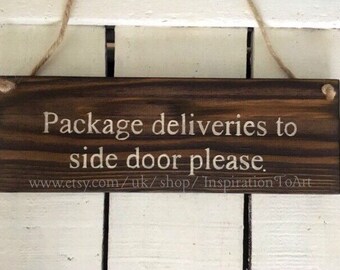 Package deliveries to
side door please.
www.etsy.com/uk/shop/InspirationToArt